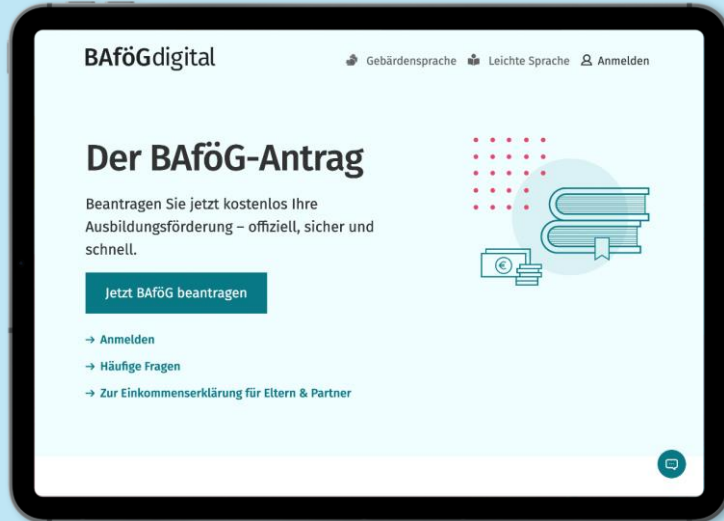 BAföGdigital
Gebärdensprache Leichte Sprache Anmelden
Der BAföG-Antrag
Beantragen Sie jetzt kostenlos Ihre
Ausbildungsförderung – offiziell, sicher und
schnell.
Jetzt BAföG beantragen
→ Anmelden
→ Häufige Fragen
→ Zur Einkommenserklärung für Eltern & Partner
€